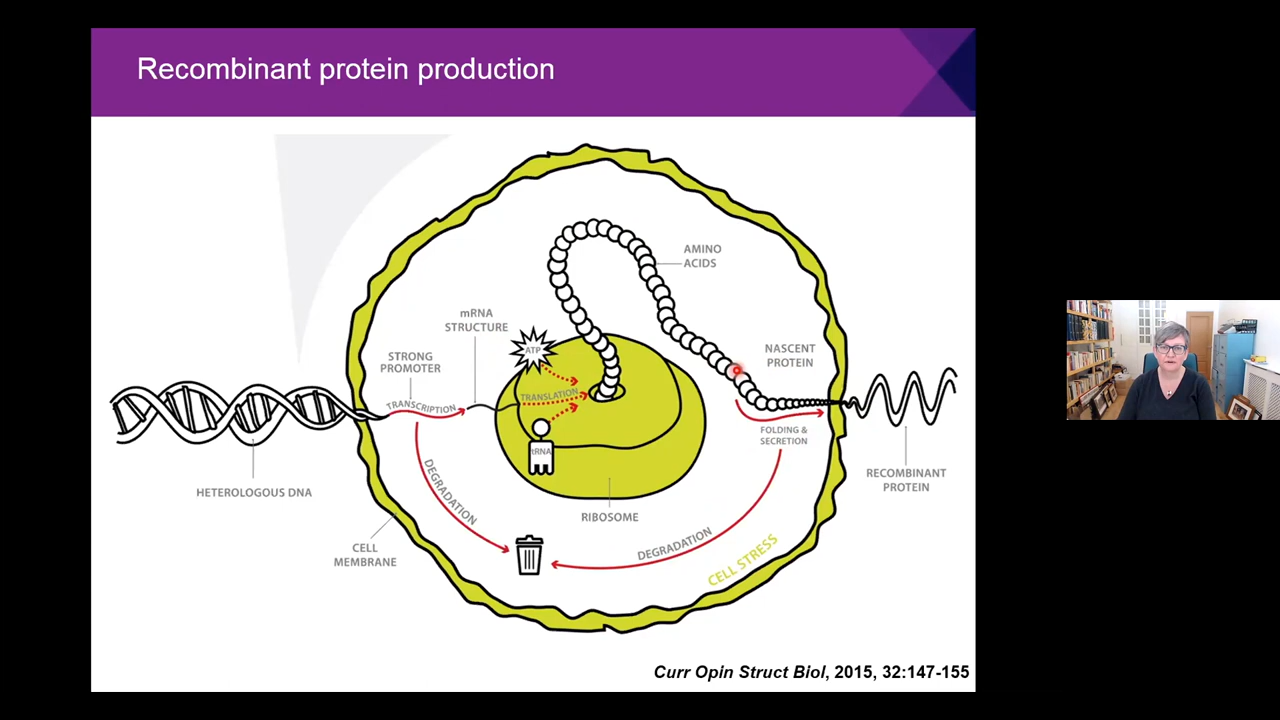 Recombinant protein production
AMINO
ACIDS
mRNA
STRUCTURE
STRONG
PROMOTER
ATP
NASCENT
PROTEIN
TRANSCRIPTION
TRANSLATION
tRNA
FOLDING &
SECRETION
HETEROLOGOUS DNA
RECOMBINANT
PROTEIN
DEGRADATION
RIBOSOME
CELL
MEMBRANE
DEGRADATION
CELL STRESS
Curr Opin Struct Biol, 2015, 32:147-155